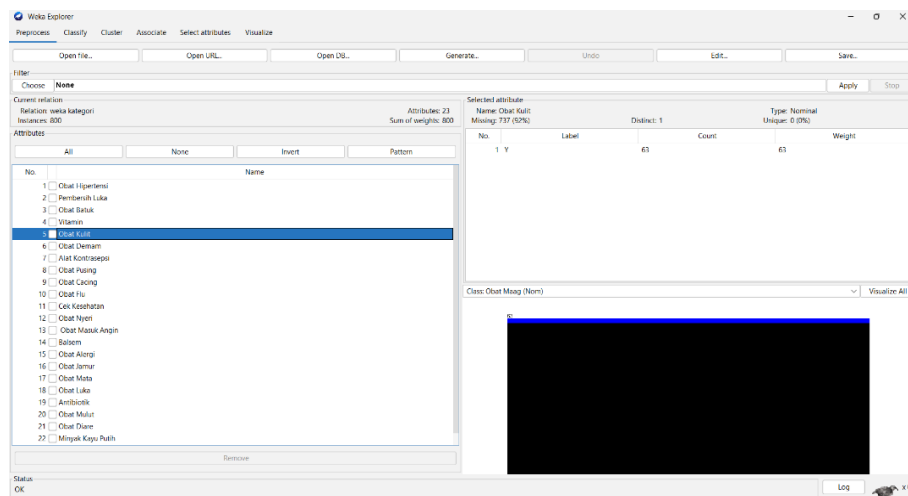 Weka Explorer
Preprocess Classify Cluster Associate Select attributes Visualize
Open file... Open URL... Open DB... Generate... Undo Edit... Save...
Filter
Choose None Apply Stop
Current relation
Relation: weka kategori Attributes: 23
Instances: 800 Sum of weights: 800
Attributes
All None Invert Pattern
No. Name
1 Obat Hipertensi
2 Pembersih Luka
3 Obat Batuk
4 Vitamin
5 Obat Kulit
6 Obat Demam
7 Alat Kontrasepsi
8 Obat Pusing
9 Obat Cacing
10 Obat Flu
11 Cek Kesehatan
12 Obat Nyeri
13 Obat Masuk Angin
14 Balsem
15 Obat Alergi
16 Obat Jamur
17 Obat Mata
18 Obat Luka
19 Antibiotik
20 Obat Mulut
21 Obat Diare
22 Minyak Kayu Putih
Remove
Selected attribute
Name: Obat Kulit Type: Nominal
Missing: 737 (92%) Distinct: 1 Unique: 0 (0%)
No. Label Count Weight
1 Y 63 63
Class: Obat Maag (Nom) Visualize All
Status
OK Log x